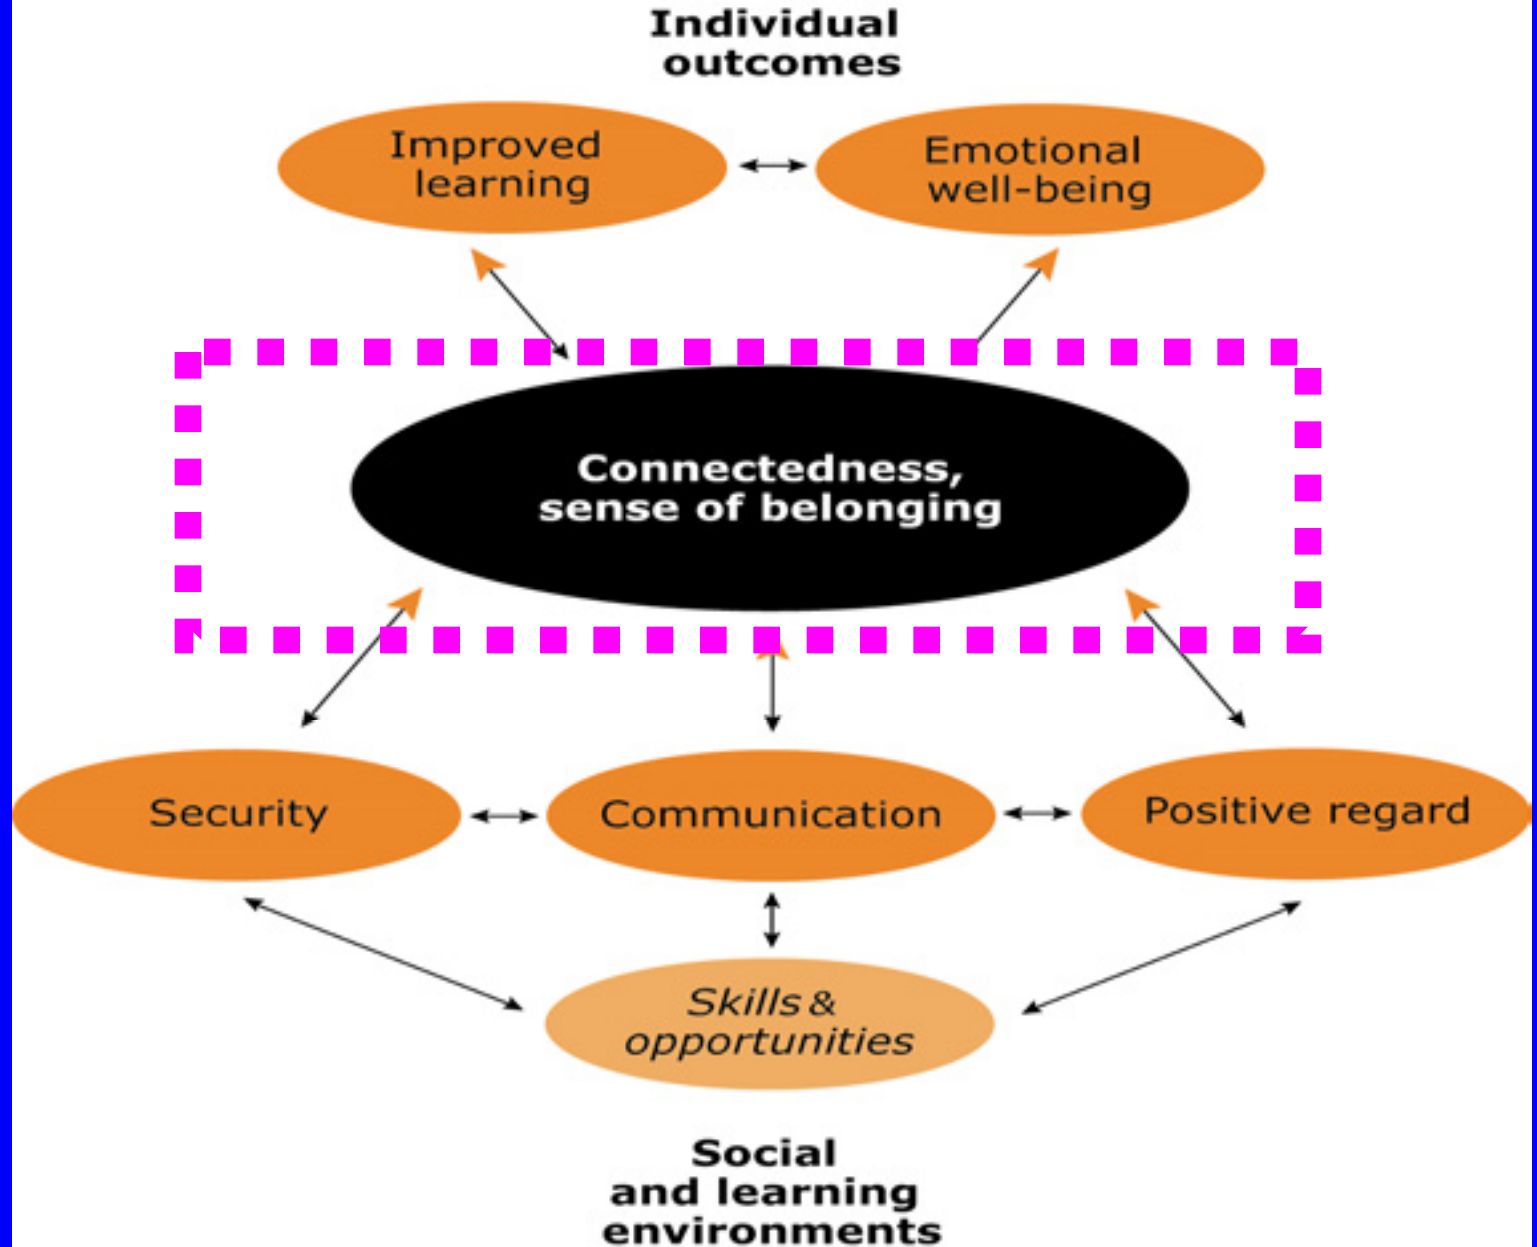 Individual
outcomes
Improved
learning
Emotional
well-being
Connectedness,
sense of belonging
Security
Communication
Positive regard
Skills &
opportunities
Social
and learning
environments